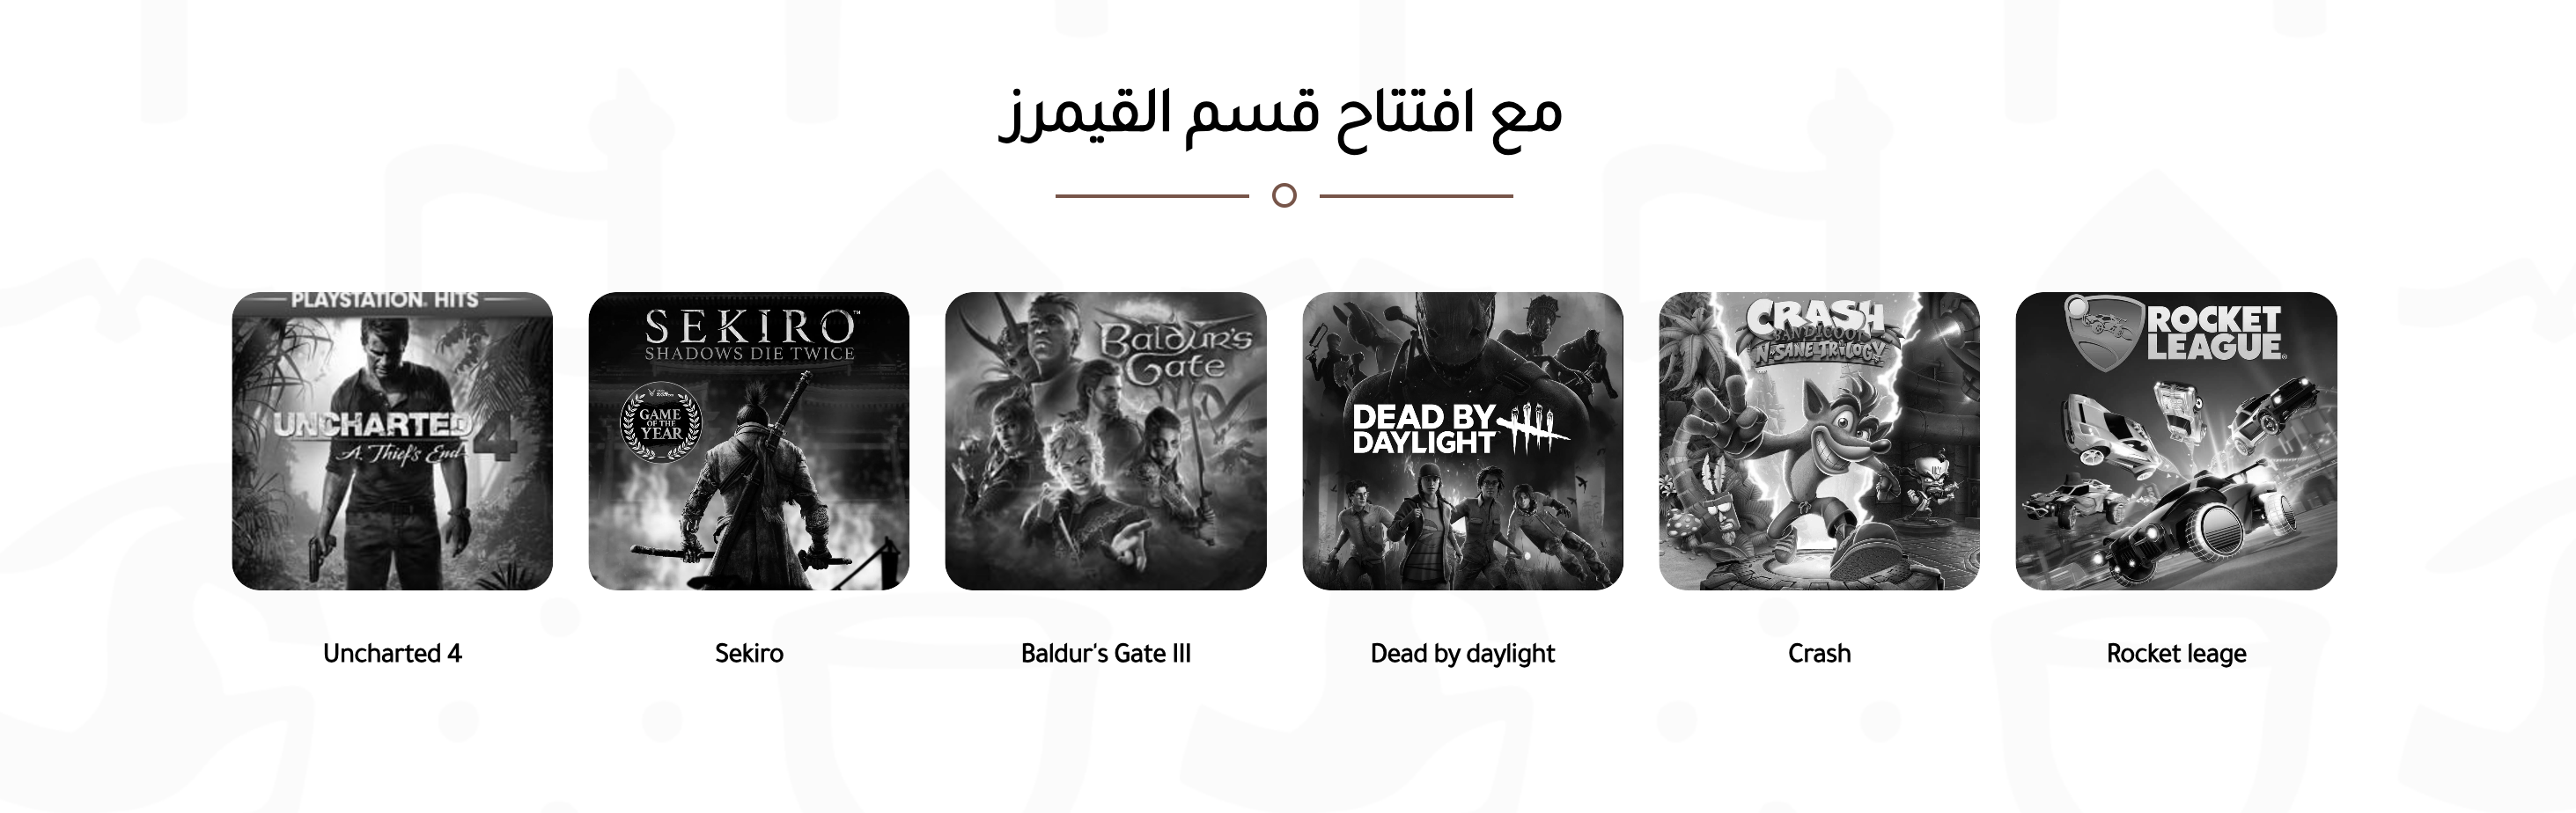 مع افتتاح قسم القيمرز
PLAYSTATION HITS
UNCHARTED 4
A Thief's End
SEKIRO™
SHADOWS DIE TWICE
GAME
OF THE
YEAR
Baldur's
Gate
DEAD BY
DAYLIGHT
CRASH
BANDICOOT
N. SANE TRILOGY
ROCKET
LEAGUE®
Uncharted 4
Sekiro
Baldur's Gate III
Dead by daylight
Crash
Rocket leage